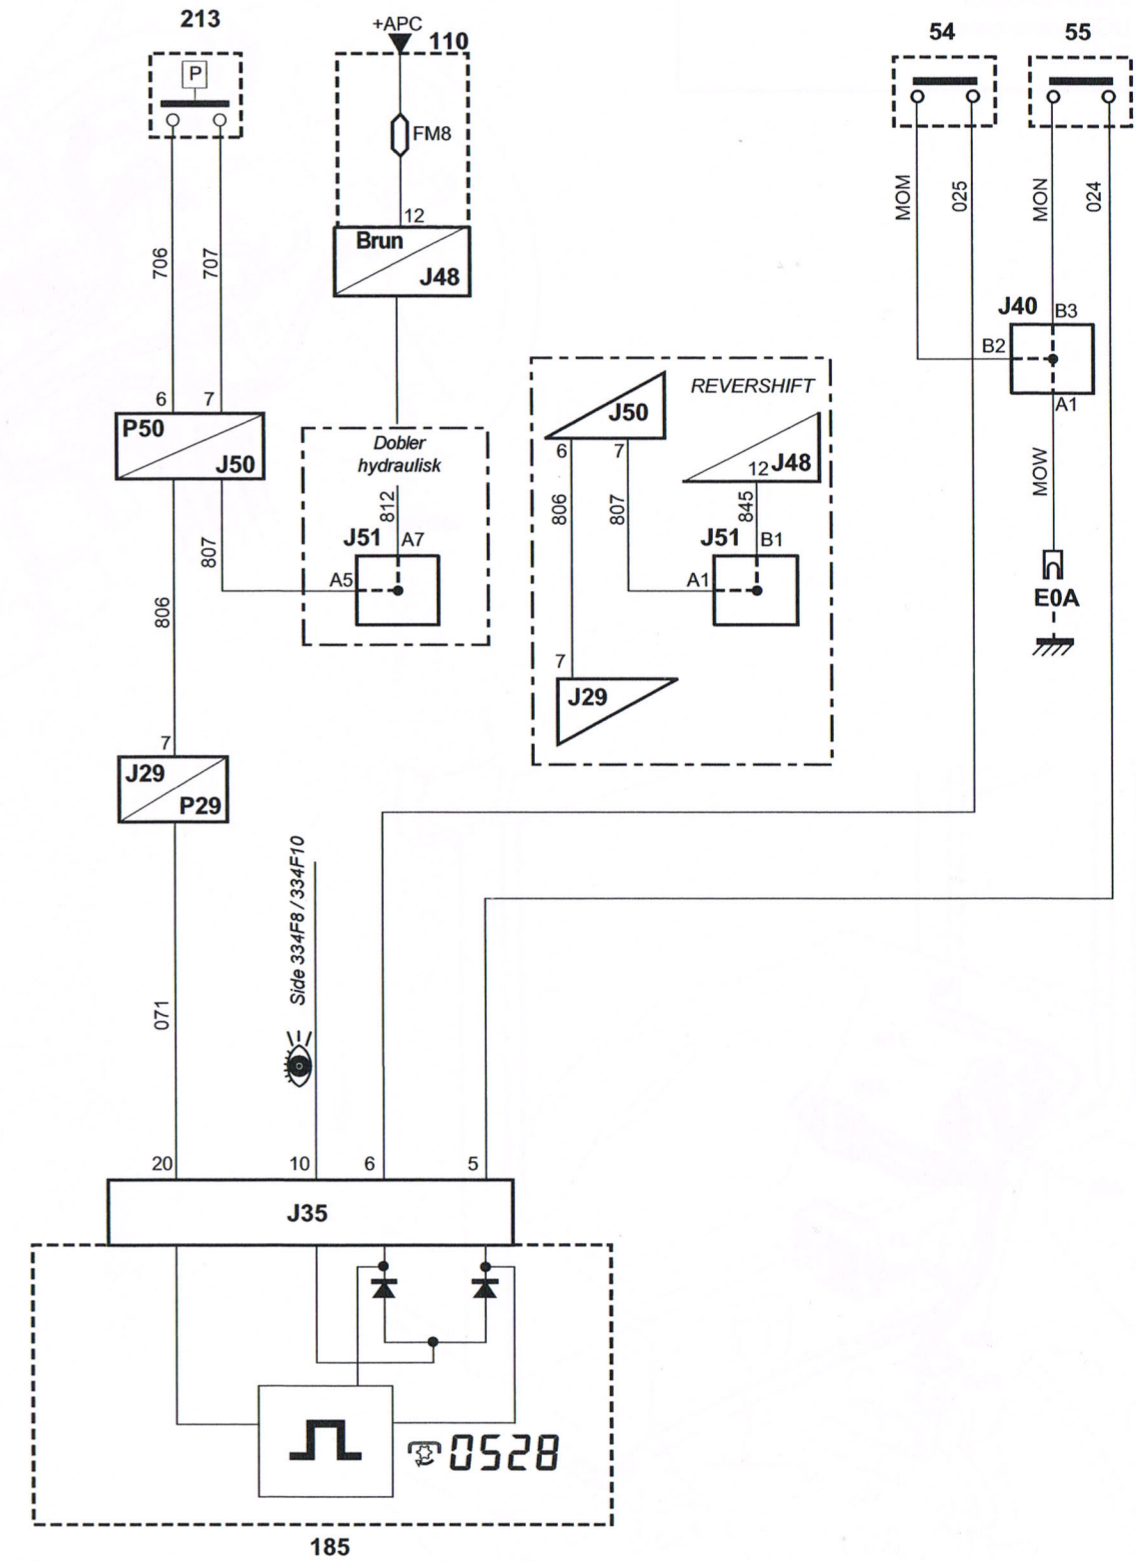 213
+APC
110
54
55
P
FM8
12
Brun
J48
706
707
MOM
025
MON
024
J40
B3
B2
A1
6
7
P50
J50
Dobler
hydraulisk
812
J51
A7
A5
807
806
REVERSHIFT
J50
6
7
12
J48
806
807
845
J51
B1
A1
7
J29
MOW
E0A
7
J29
P29
Side 334F8 / 334F10
071
20
10
6
5
J35
0528
185